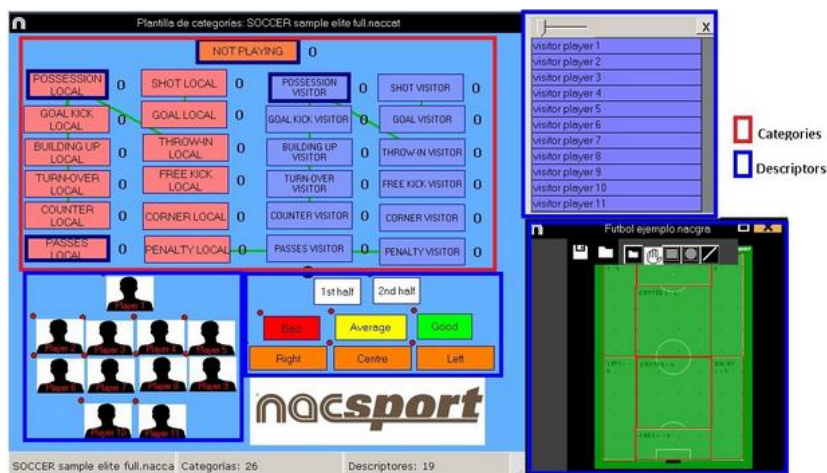 Plantilla de categorías: SOCCER sample elite full.naccat
NOT PLAYING 0
POSSESSION LOCAL 0
SHOT LOCAL 0
POSSESSION VISITOR 0
SHOT VISITOR 0
GOAL KICK LOCAL 0
GOAL LOCAL 0
GOAL KICK VISITOR 0
GOAL VISITOR 0
BUILDING UP LOCAL 0
THROW-IN LOCAL 0
BUILDING UP VISITOR 0
THROW-IN VISITOR 0
TURN-OVER LOCAL 0
FREE KICK LOCAL 0
TURN-OVER VISITOR 0
FREE KICK VISITOR 0
COUNTER LOCAL 0
CORNER LOCAL 0
COUNTER VISITOR 0
CORNER VISITOR 0
PASSES LOCAL 0
PENALTY LOCAL 0
PASSES VISITOR 0
PENALTY VISITOR 0
Player 1
Player 2
Player 3
Player 4
Player 5
Player 6
Player 7
Player 8
Player 9
Player 10
Player 11
1st half
2nd half
Bad
Average
Good
Right
Centre
Left
nacsport
SOCCER sample elite full.nacca
Categorias: 26
Descriptores: 19
X
visitor player 1
visitor player 2
visitor player 3
visitor player 4
visitor player 5
visitor player 6
visitor player 7
visitor player 8
visitor player 9
visitor player 10
visitor player 11
Categories
Descriptors
Futbol ejemplo.nacgra